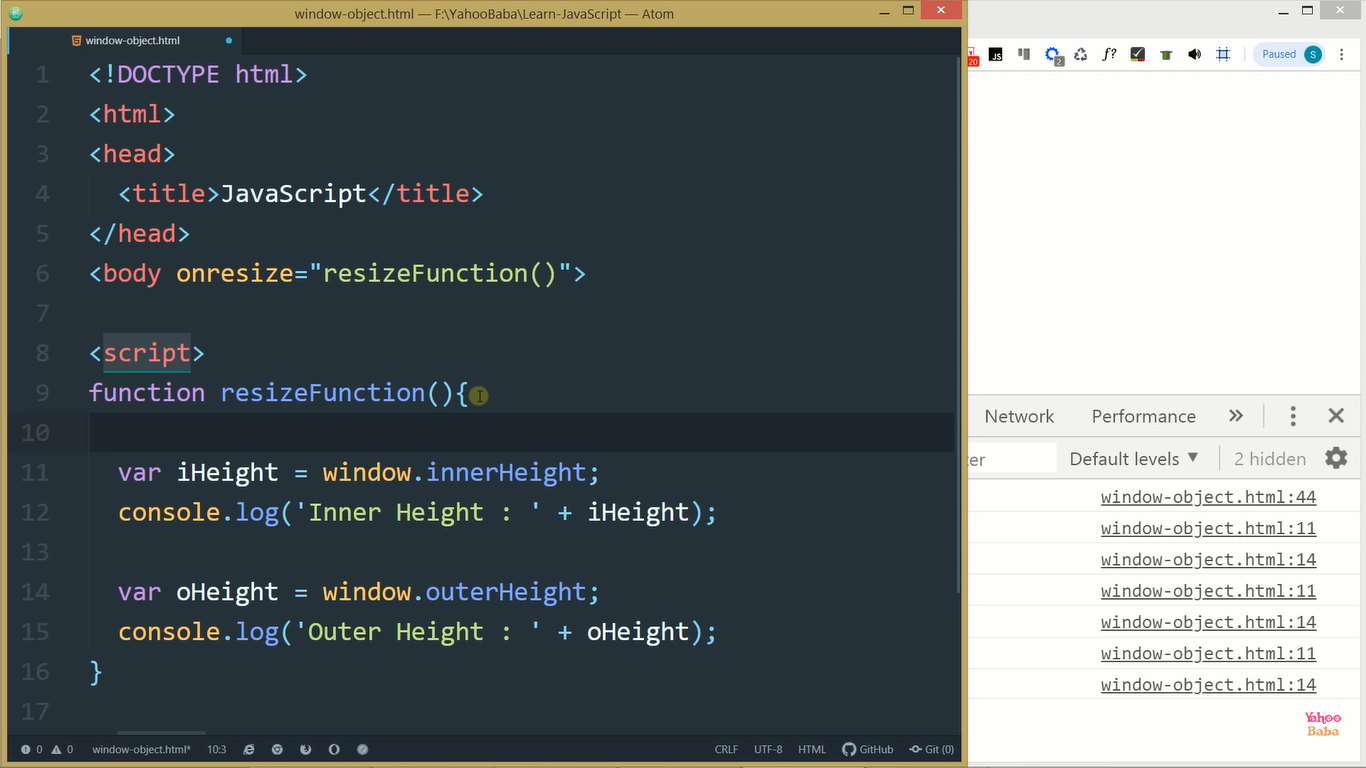 window-object.html — F:\YahooBaba\Learn-JavaScript — Atom
window-object.html
1 <!DOCTYPE html>
2 <html>
3 <head>
4 <title>JavaScript</title>
5 </head>
6 <body onresize="resizeFunction()">
7
8 <script>
9 function resizeFunction(){
10
11 var iHeight = window.innerHeight;
12 console.log('Inner Height : ' + iHeight);
13
14 var oHeight = window.outerHeight;
15 console.log('Outer Height : ' + oHeight);
16 }
17
0 0 window-object.html* 10:3 CRLF UTF-8 HTML GitHub Git (0)
20 JS 2 f? Paused S
Network Performance »
ter Default levels ▼ 2 hidden
window-object.html:44
window-object.html:11
window-object.html:14
window-object.html:11
window-object.html:14
window-object.html:11
window-object.html:14
Yahoo
Baba